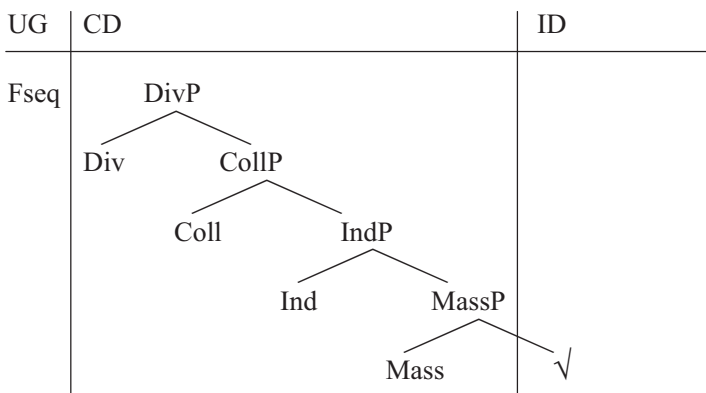 UG CD ID
Fseq DivP
Div CollP
Coll IndP
Ind MassP
Mass √